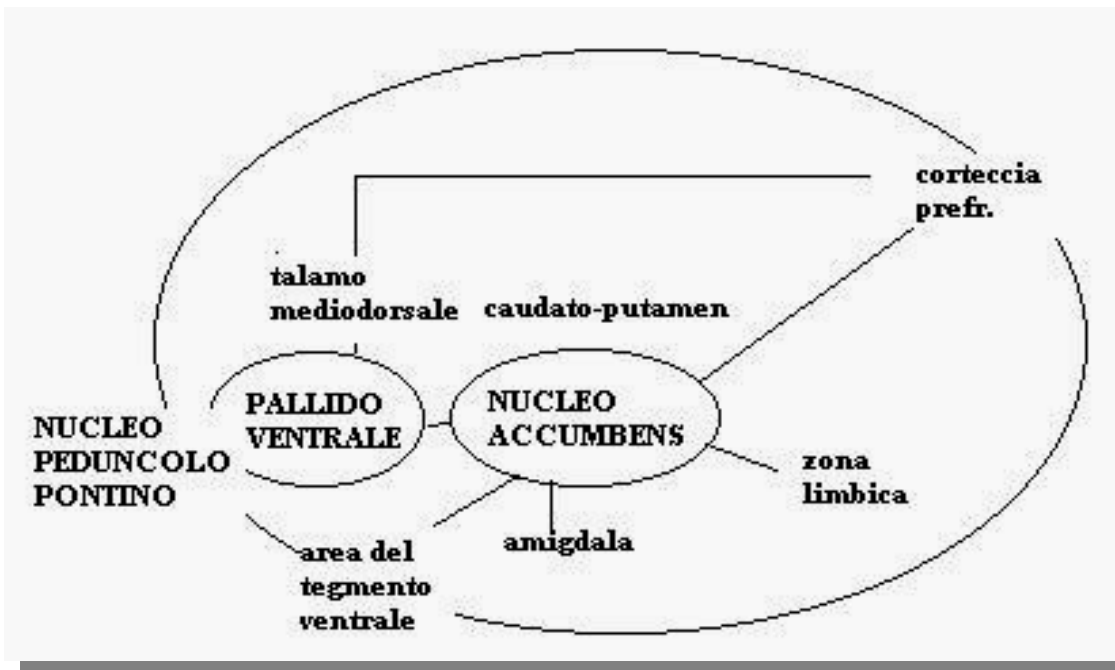 corteccia
prefr.
talamo
mediodorsale
caudato-putamen
PALLIDO
VENTRALE
NUCLEO
ACCUMBENS
NUCLEO
PEDUNCOLO
PONTINO
zona
limbica
amigdala
area del
tegmento
ventrale